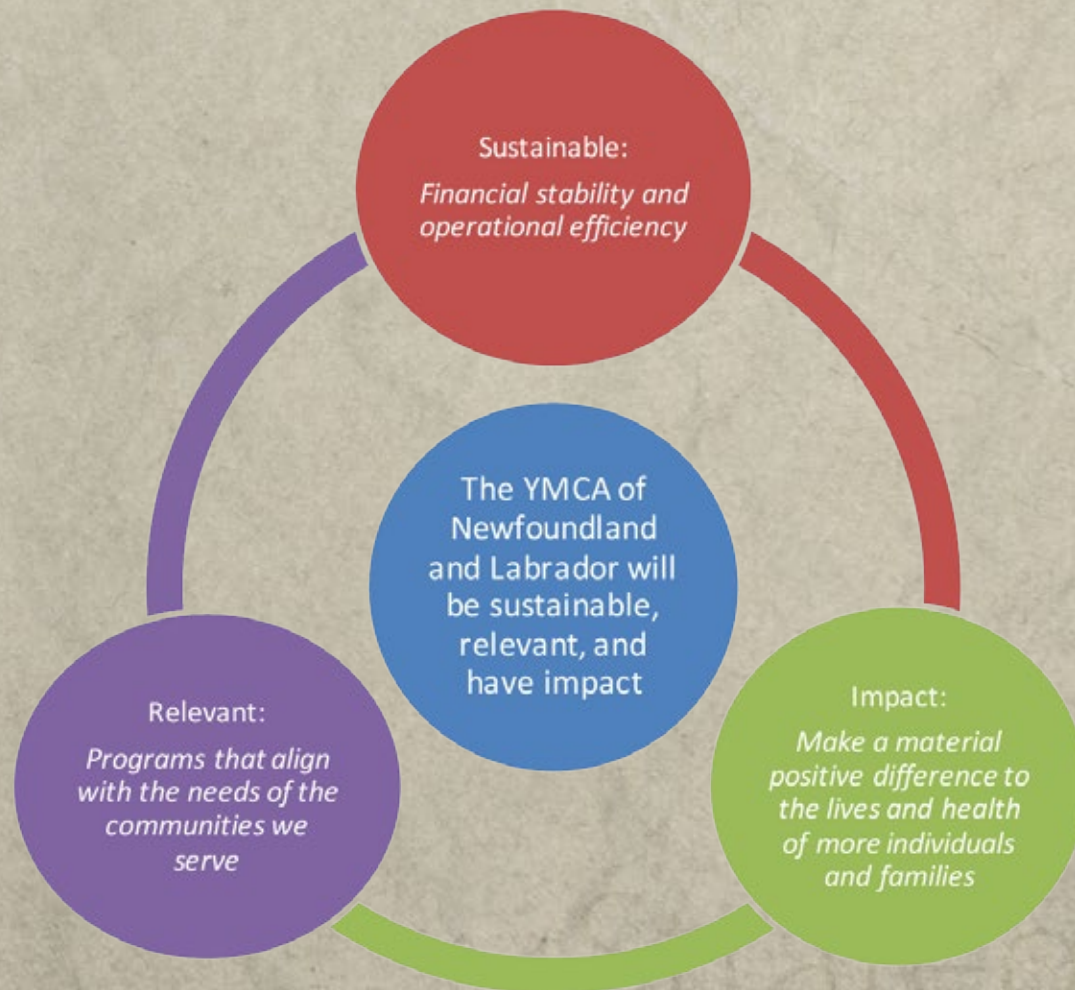 Sustainable:
Financial stability and
operational efficiency
The YMCA of
Newfoundland
and Labrador will
be sustainable,
relevant, and
have impact
Relevant:
Programs that align
with the needs of the
communities we
serve
Impact:
Make a material
positive difference to
the lives and health
of more individuals
and families